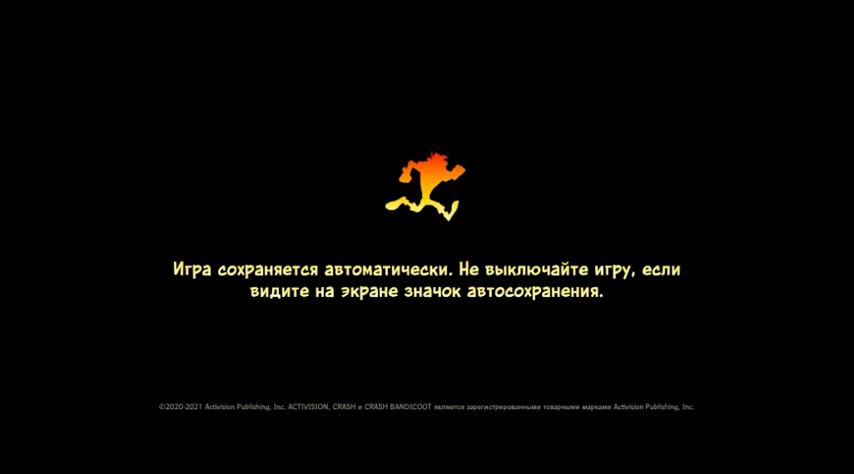 Игра сохраняется автоматически. Не выключайте игру, если
видите на экране значок автосохранения.
©2020-2021 Activision Publishing, Inc. ACTIVISION, CRASH и CRASH BANDICOOT являются зарегистрированными товарными марками Activision Publishing, Inc.